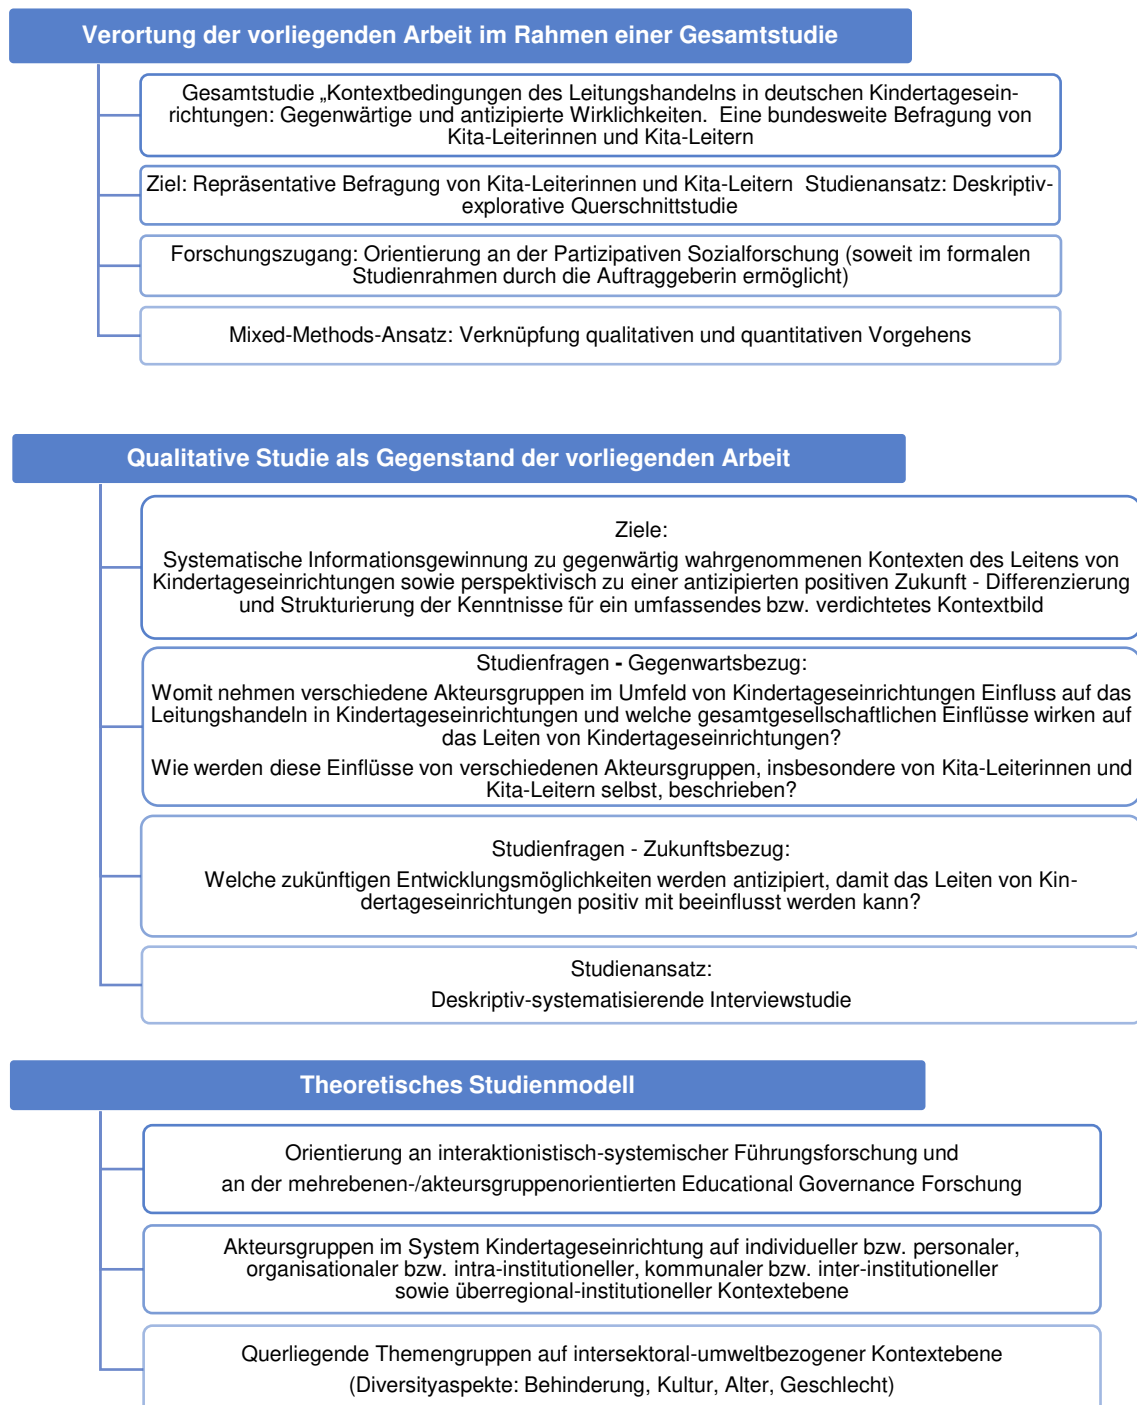 Verortung der vorliegenden Arbeit im Rahmen einer Gesamtstudie
Gesamtstudie „Kontextbedingungen des Leitungshandelns in deutschen Kindertagesein-
richtungen: Gegenwärtige und antizipierte Wirklichkeiten. Eine bundesweite Befragung von
Kita-Leiterinnen und Kita-Leitern
Ziel: Repräsentative Befragung von Kita-Leiterinnen und Kita-Leitern Studienansatz: Deskriptiv-
explorative Querschnittstudie
Forschungszugang: Orientierung an der Partizipativen Sozialforschung (soweit im formalen
Studienrahmen durch die Auftraggeberin ermöglicht)
Mixed-Methods-Ansatz: Verknüpfung qualitativen und quantitativen Vorgehens
Qualitative Studie als Gegenstand der vorliegenden Arbeit
Ziele:
Systematische Informationsgewinnung zu gegenwärtig wahrgenommenen Kontexten des Leitens von
Kindertageseinrichtungen sowie perspektivisch zu einer antizipierten positiven Zukunft - Differenzierung
und Strukturierung der Kenntnisse für ein umfassendes bzw. verdichtetes Kontextbild
Studienfragen - Gegenwartsbezug:
Womit nehmen verschiedene Akteursgruppen im Umfeld von Kindertageseinrichtungen Einfluss auf das
Leitungshandeln in Kindertageseinrichtungen und welche gesamtgesellschaftlichen Einflüsse wirken auf
das Leiten von Kindertageseinrichtungen?
Wie werden diese Einflüsse von verschiedenen Akteursgruppen, insbesondere von Kita-Leiterinnen und
Kita-Leitern selbst, beschrieben?
Studienfragen - Zukunftsbezug:
Welche zukünftigen Entwicklungsmöglichkeiten werden antizipiert, damit das Leiten von Kin-
dertageseinrichtungen positiv mit beeinflusst werden kann?
Studienansatz:
Deskriptiv-systematisierende Interviewstudie
Theoretisches Studienmodell
Orientierung an interaktionistisch-systemischer Führungsforschung und
an der mehrebenen-/akteursgruppenorientierten Educational Governance Forschung
Akteursgruppen im System Kindertageseinrichtung auf individueller bzw. personaler,
organisationaler bzw. intra-institutioneller, kommunaler bzw. inter-institutioneller
sowie überregional-institutioneller Kontextebene
Querliegende Themengruppen auf intersektoral-umweltbezogener Kontextebene
(Diversityaspekte: Behinderung, Kultur, Alter, Geschlecht)